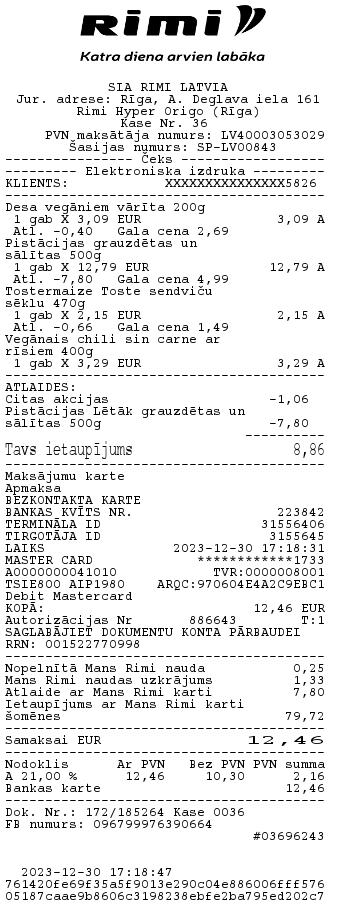 Rimi
Katra diena arvien labāka
SIA RIMI LATVIA
Jur. adrese: Rīga, A. Deglava iela 161
Rimi Hyper Origo (Rīga)
Kase Nr. 36
PVN maksātāja numurs: LV40003053029
Šasijas numurs: SP-LV00843
---------------- Čeks ------------------
---------- Elektroniska izdruka ---------
KLIENTS: XXXXXXXXXXXXXXX5826
Desa vegāniem vārīta 200g
1 gab X 3,09 EUR 3,09 A
Atl. -0,40 Gala cena 2,69
Pistācijas grauzdētas un
sālītas 500g
1 gab X 12,79 EUR 12,79 A
Atl. -7,80 Gala cena 4,99
Tostermaize Toste sendviču
sēklu 470g
1 gab X 2,15 EUR 2,15 A
Atl. -0,66 Gala cena 1,49
Vegānais chili sin carne ar
rīsiem 400g
1 gab X 3,29 EUR 3,29 A
ATLAIDES:
Citas akcijas -1,06
Pistācijas Lētāk grauzdētas un
sālītas 500g -7,80
Tavs ietaupījums 8,86
Maksājumu karte
Apmaksa
BEZKONTAKTA KARTE
BANKAS KVĪTS NR. 223842
TERMINĀLA ID 31556406
TIRGOTĀJA ID 3155645
LAIKS 2023-12-30 17:18:31
MASTER CARD ************1733
A0000000041010 TVR:0000008001
TSIE800 AIP1980 ARQC:970604E4A2C9EBC1
Debit Mastercard
KOPĀ: 12,46 EUR
Autorizācijas Nr 886643 T:1
SAGLABĀJIET DOKUMENTU KONTA PĀRBAUDEI
RRN: 001522770998
Nopelnītā Mans Rimi nauda 0,25
Mans Rimi naudas uzkrājums 1,33
Atlaide ar Mans Rimi karti 7,80
Ietaupījums ar Mans Rimi karti
šomēnes 79,72
Samaksai EUR 12,46
Nodoklis Ar PVN Bez PVN PVN summa
A 21,00 % 12,46 10,30 2,16
Bankas karte 12,46
Dok. Nr.: 172/185264 Kase 0036
FB numurs: 096799976390664
#03696243
2023-12-30 17:18:47
761420fe69f35a5f9013e290c04e886006fff576
05187caae9b8606c3198238ebfe2ba795ed202c7